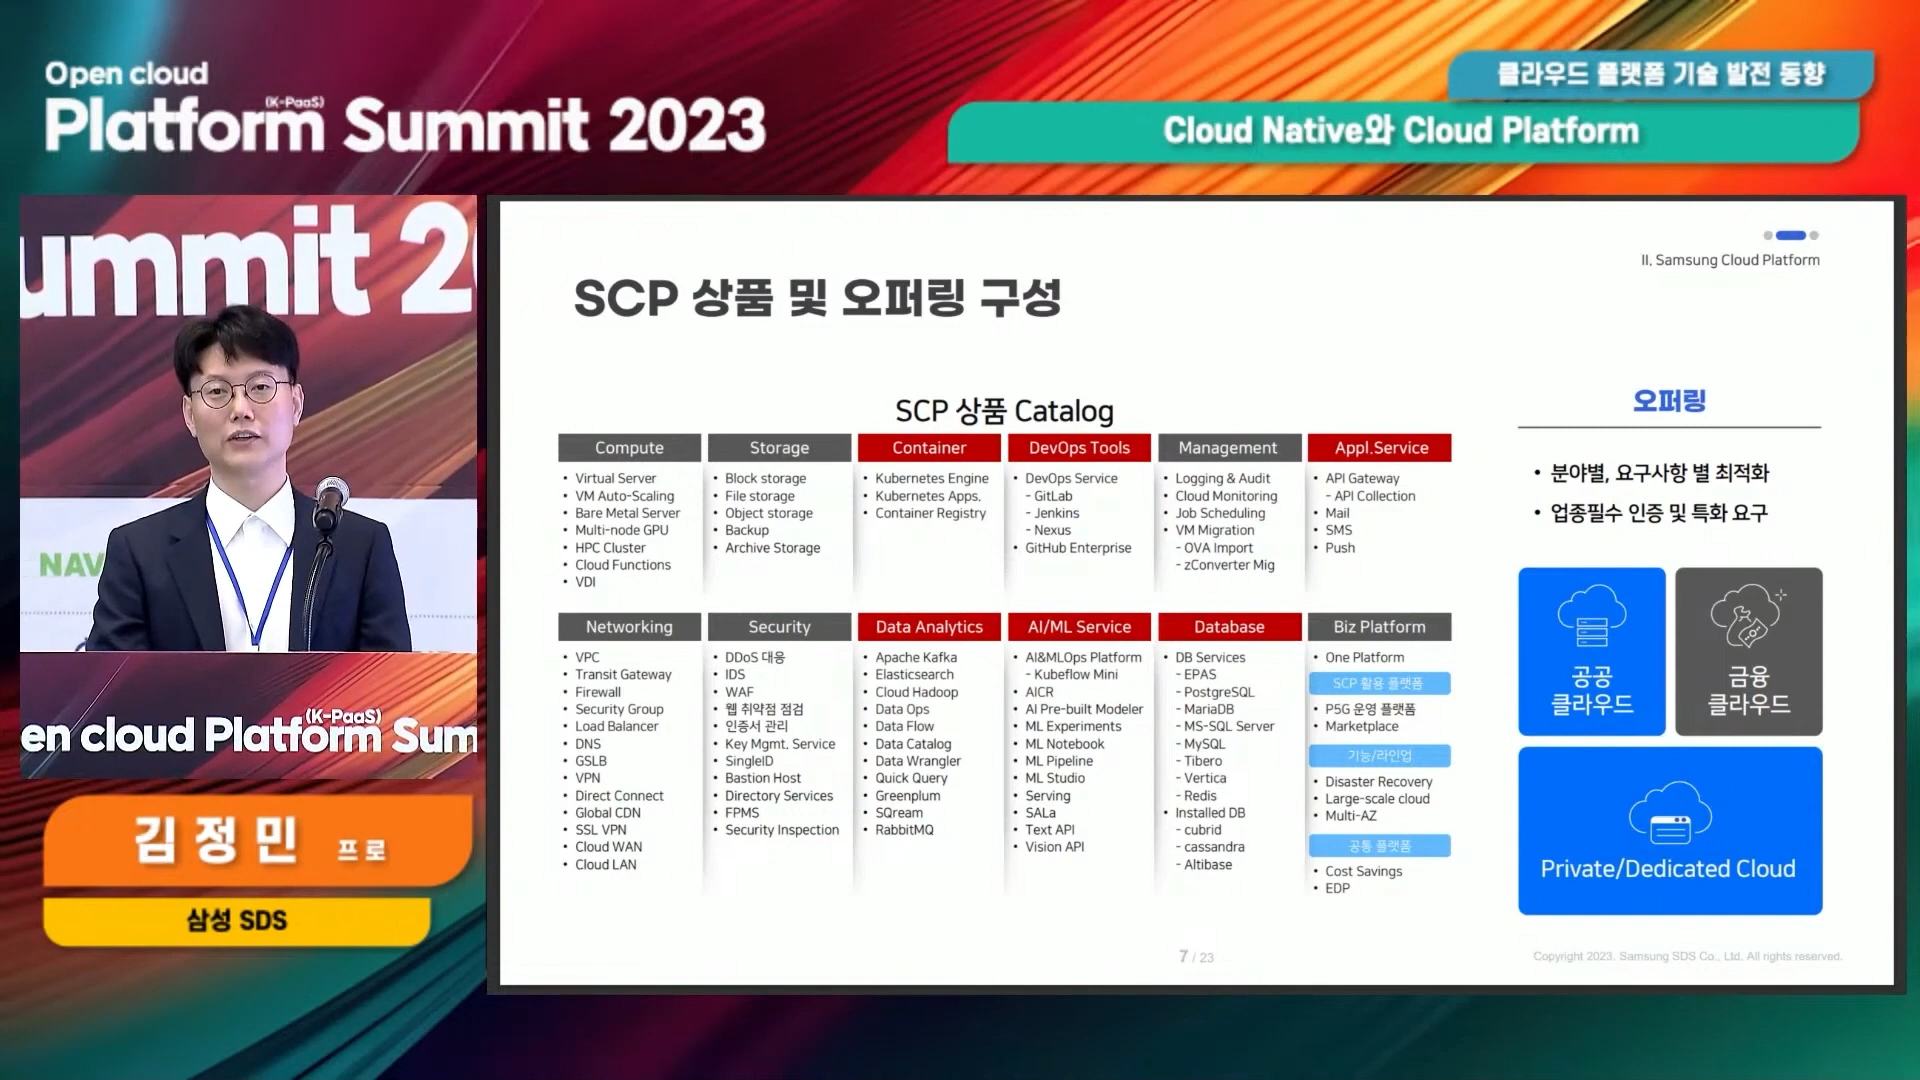 Open cloud
(K-PaaS)
Platform Summit 2023
클라우드 플랫폼 기술 발전 동향
Cloud Native와 Cloud Platform
ummit 2
NAV
(K-PaaS)
en cloud Platform Sum
김정민 프로
삼성 SDS
II. Samsung Cloud Platform
SCP 상품 및 오퍼링 구성
SCP 상품 Catalog
Compute
• Virtual Server
• VM Auto-Scaling
• Bare Metal Server
• Multi-node GPU
• HPC Cluster
• Cloud Functions
• VDI
Storage
• Block storage
• File storage
• Object storage
• Backup
• Archive Storage
Container
• Kubernetes Engine
• Kubernetes Apps.
• Container Registry
DevOps Tools
• DevOps Service
- GitLab
- Jenkins
- Nexus
• GitHub Enterprise
Management
• Logging & Audit
• Cloud Monitoring
• Job Scheduling
• VM Migration
- OVA Import
- zConverter Mig
Appl.Service
• API Gateway
- API Collection
• Mail
• SMS
• Push
Networking
• VPC
• Transit Gateway
• Firewall
• Security Group
• Load Balancer
• DNS
• GSLB
• VPN
• Direct Connect
• Global CDN
• SSL VPN
• Cloud WAN
• Cloud LAN
Security
• DDoS 대응
• IDS
• WAF
• 웹 취약점 점검
• 인증서 관리
• Key Mgmt. Service
• SingleID
• Bastion Host
• Directory Services
• FPMS
• Security Inspection
Data Analytics
• Apache Kafka
• Elasticsearch
• Cloud Hadoop
• Data Ops
• Data Flow
• Data Catalog
• Data Wrangler
• Quick Query
• Greenplum
• SQream
• RabbitMQ
AI/ML Service
• AI&MLOps Platform
- Kubeflow Mini
• AICR
• AI Pre-built Modeler
• ML Experiments
• ML Notebook
• ML Pipeline
• ML Studio
• Serving
• SALa
• Text API
• Vision API
Database
• DB Services
- EPAS
- PostgreSQL
- MariaDB
- MS-SQL Server
- MySQL
- Tibero
- Vertica
- Redis
• Installed DB
- cubrid
- cassandra
- Altibase
Biz Platform
• One Platform
SCP 활용 플랫폼
• P5G 운영 플랫폼
• Marketplace
기능/라인업
• Disaster Recovery
• Large-scale cloud
• Multi-AZ
공통 플랫폼
• Cost Savings
• EDP
오퍼링
• 분야별, 요구사항 별 최적화
• 업종필수 인증 및 특화 요구
공공
클라우드
금융
클라우드
Private/Dedicated Cloud
7 / 23
Copyright 2023. Samsung SDS Co., Ltd. All rights reserved.